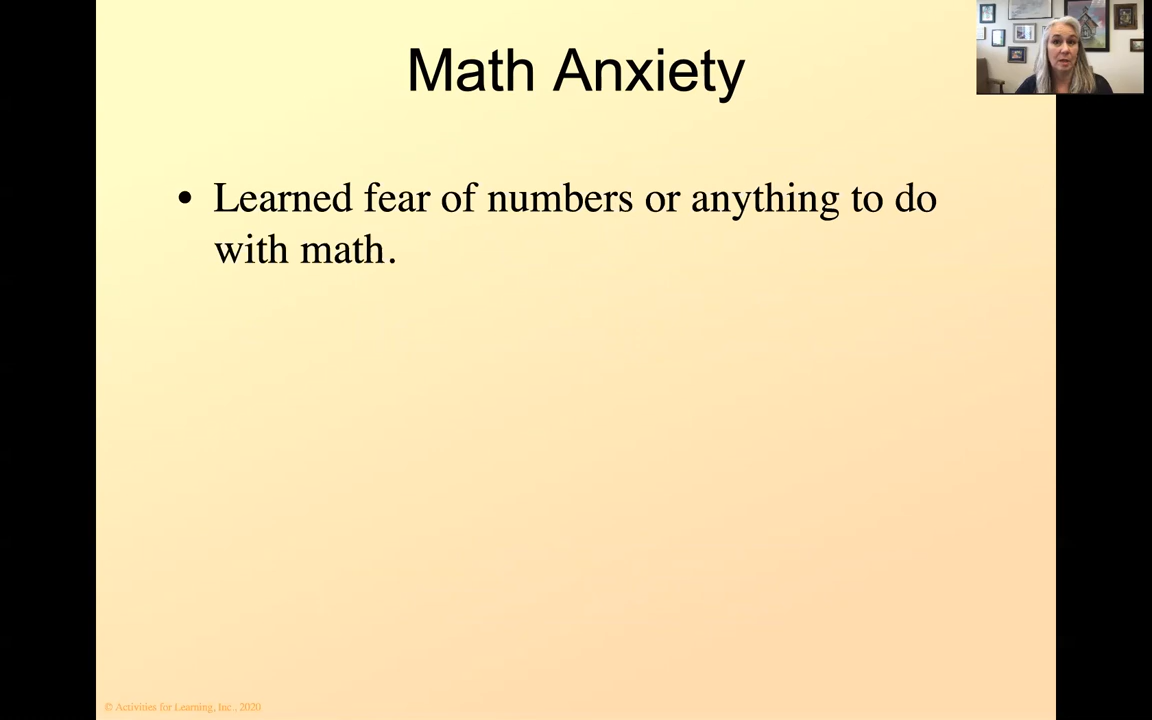 Math Anxiety
• Learned fear of numbers or anything to do
with math.
© Activities for Learning, Inc., 2020